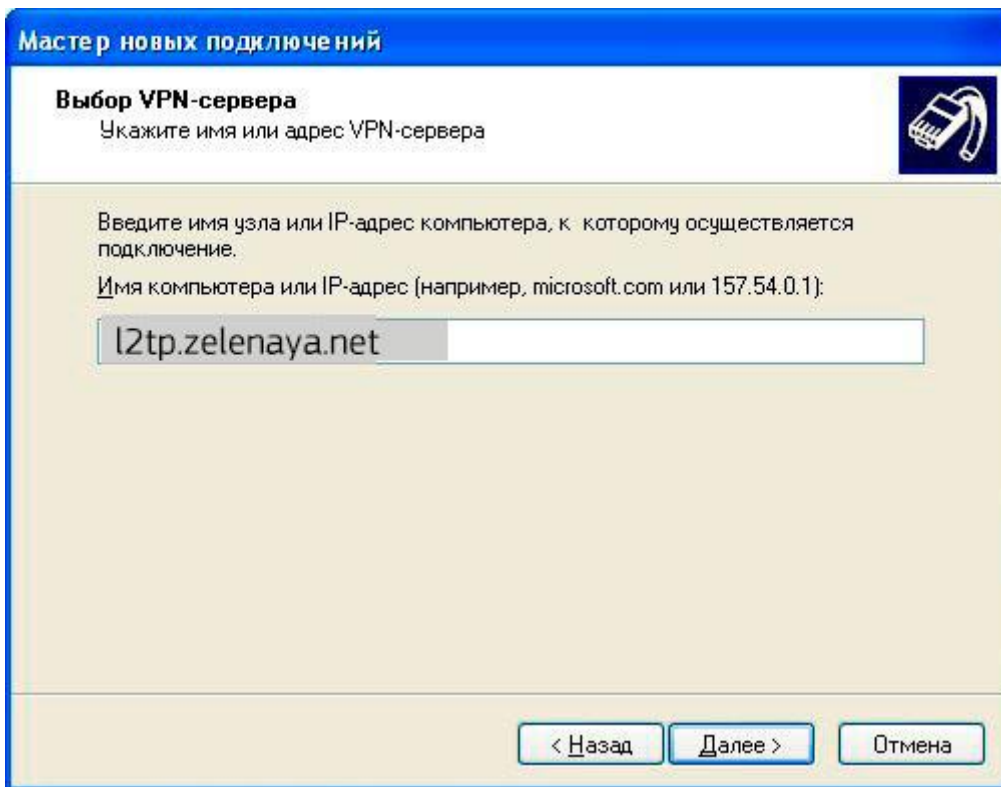 Мастер новых подключений
Выбор VPN-сервера
Укажите имя или адрес VPN-сервера
Введите имя узла или IP-адрес компьютера, к которому осуществляется
подключение.
Имя компьютера или IP-адрес (например, microsoft.com или 157.54.0.1):
l2tp.zelenaya.net
< Назад Далее > Отмена